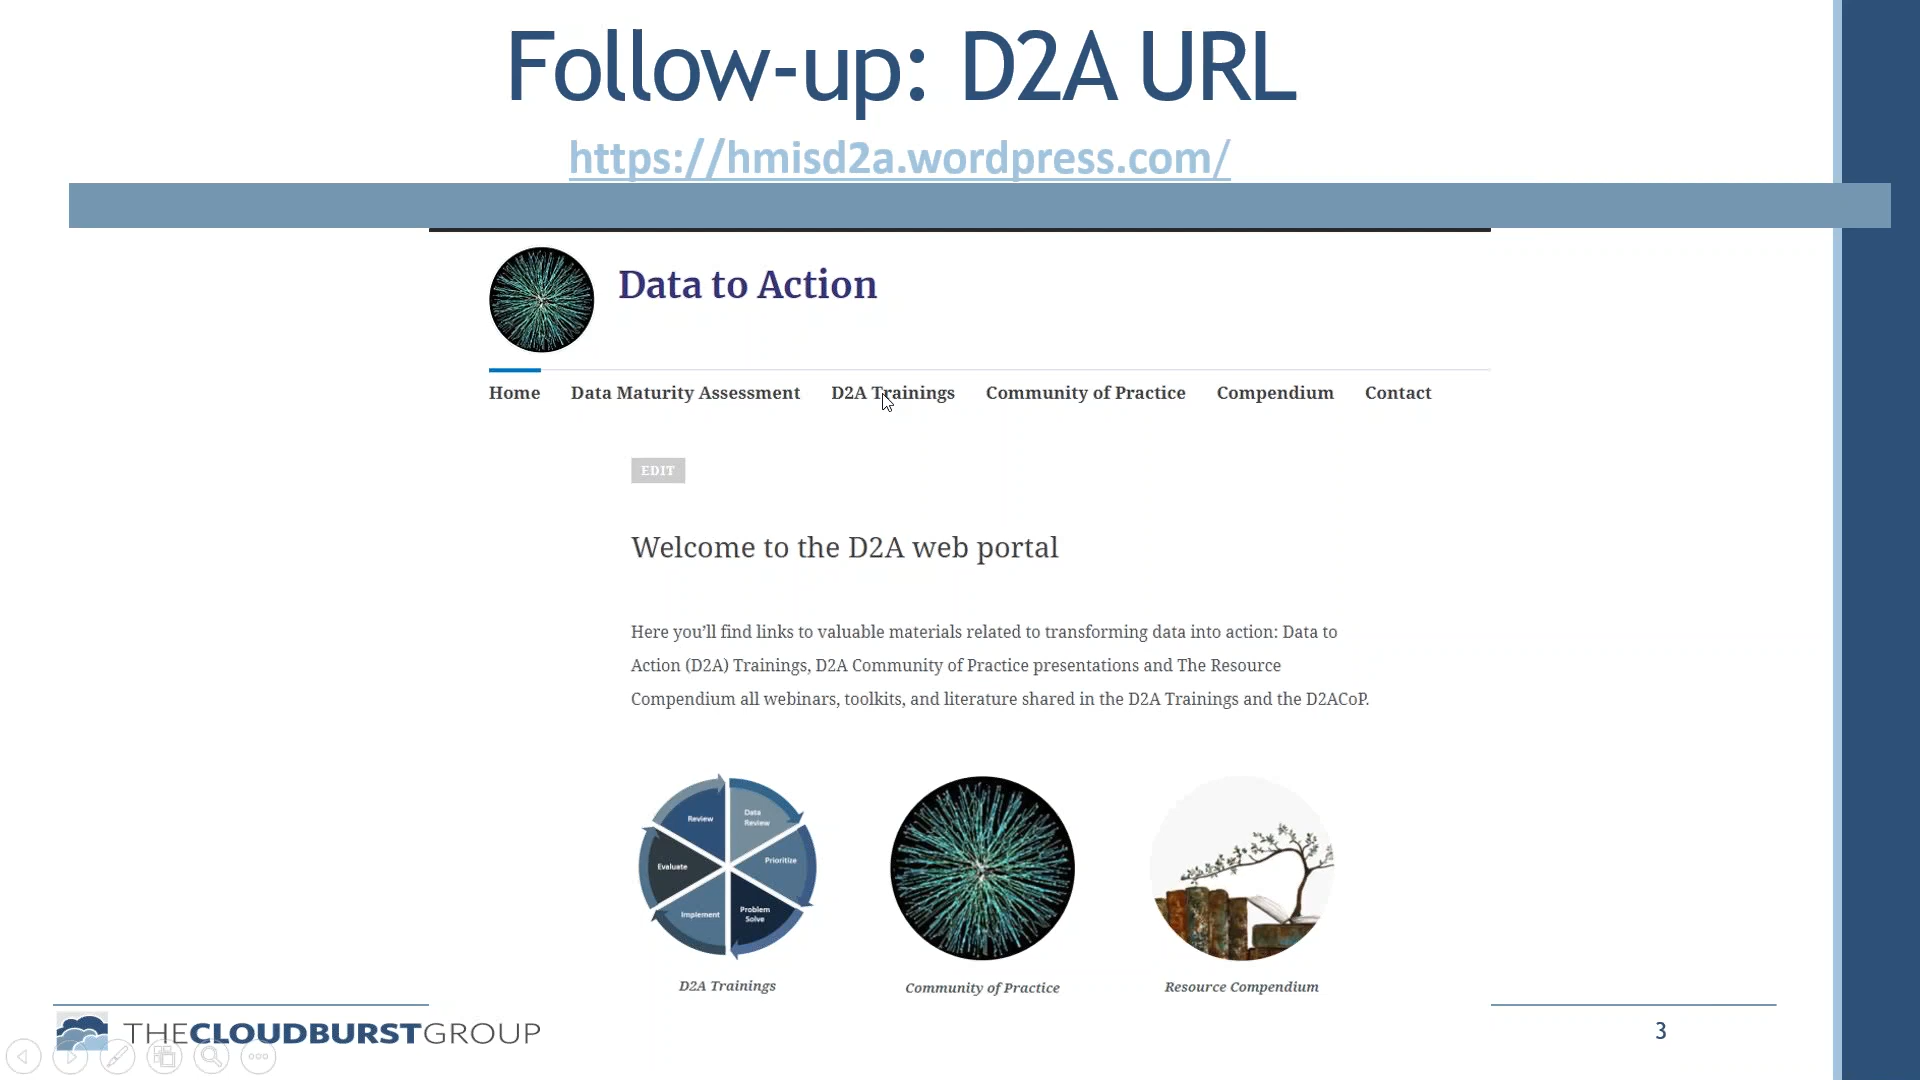 Follow-up: D2A URL
https://hmisd2a.wordpress.com/
Data to Action
Home Data Maturity Assessment D2A Trainings Community of Practice Compendium Contact
EDIT
Welcome to the D2A web portal
Here you’ll find links to valuable materials related to transforming data into action: Data to
Action (D2A) Trainings, D2A Community of Practice presentations and The Resource
Compendium all webinars, toolkits, and literature shared in the D2A Trainings and the D2ACoP.
Review
Data
Review
Evaluate
Prioritize
Implement
Problem
Solve
D2A Trainings
Community of Practice
Resource Compendium
THECLOUDBURSTGROUP
3